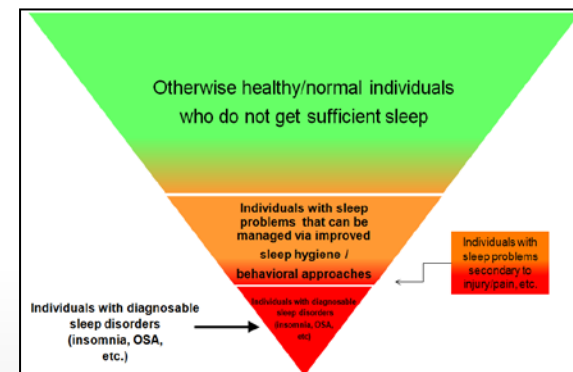 Otherwise healthy/normal individuals
who do not get sufficient sleep
Individuals with sleep
problems that can be
managed via improved
sleep hygiene /
behavioral approaches
Individuals with
sleep problems
secondary to
injury/pain, etc.
Individuals with diagnosable
sleep disorders
(insomnia, OSA,
etc.)
Individuals with diagnosable
sleep disorders
(insomnia, OSA,
etc)